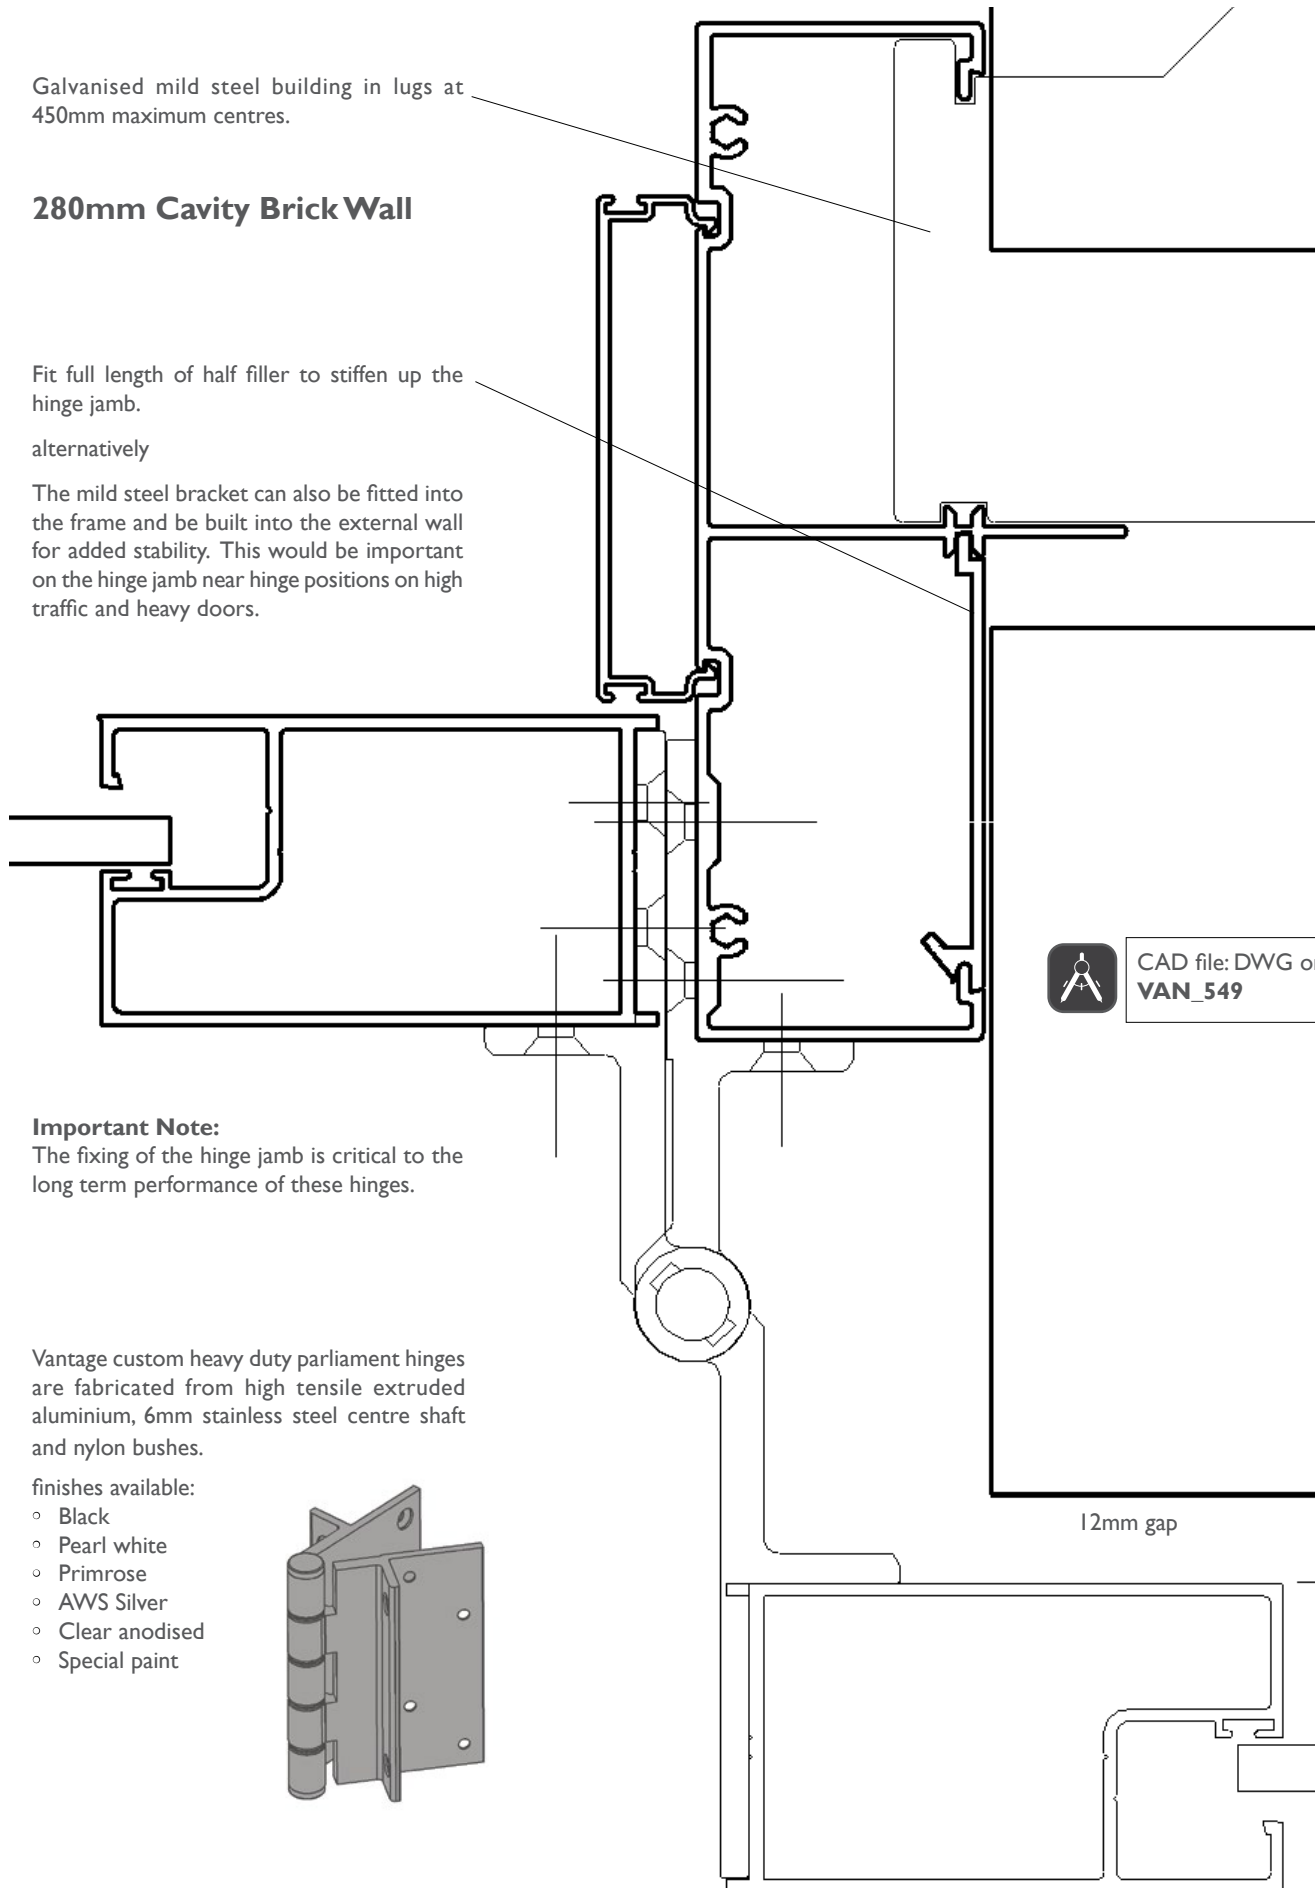 Galvanised mild steel building in lugs at
450mm maximum centres.
280mm Cavity Brick Wall
Fit full length of half filler to stiffen up the
hinge jamb.
alternatively
The mild steel bracket can also be fitted into
the frame and be built into the external wall
for added stability. This would be important
on the hinge jamb near hinge positions on high
traffic and heavy doors.
CAD file: DWG or
VAN_549
Important Note:
The fixing of the hinge jamb is critical to the
long term performance of these hinges.
Vantage custom heavy duty parliament hinges
are fabricated from high tensile extruded
aluminium, 6mm stainless steel centre shaft
and nylon bushes.
finishes available:
◦ Black
◦ Pearl white
◦ Primrose
◦ AWS Silver
◦ Clear anodised
◦ Special paint
12mm gap